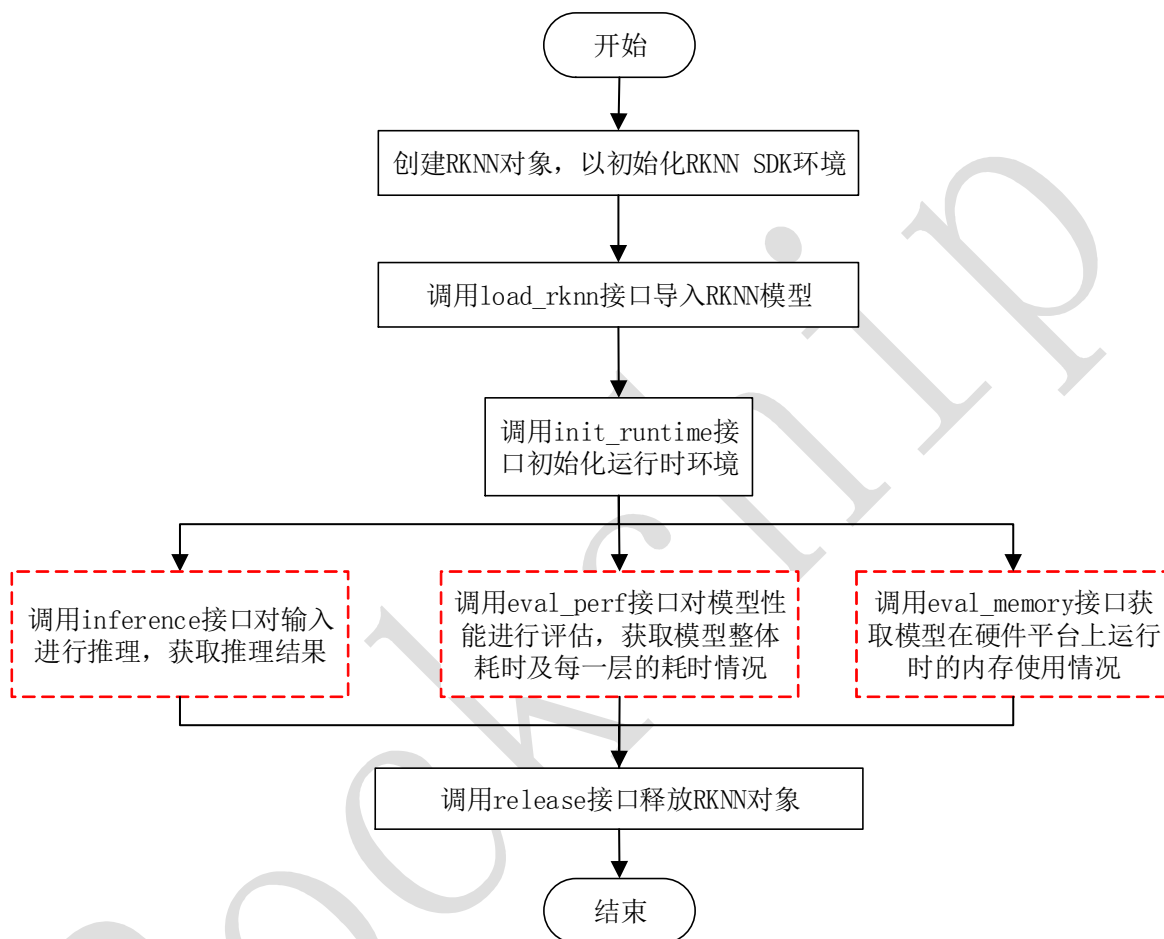 开始
创建RKNN对象，以初始化RKNN SDK环境
调用load_rknn接口导入RKNN模型
调用init_runtime接
口初始化运行时环境
调用inference接口对输入
进行推理，获取推理结果
调用eval_perf接口对模型性
能进行评估，获取模型整体
耗时及每一层的耗时情况
调用eval_memory接口获
取模型在硬件平台上运行
时的内存使用情况
调用release接口释放RKNN对象
结束
Rockchip